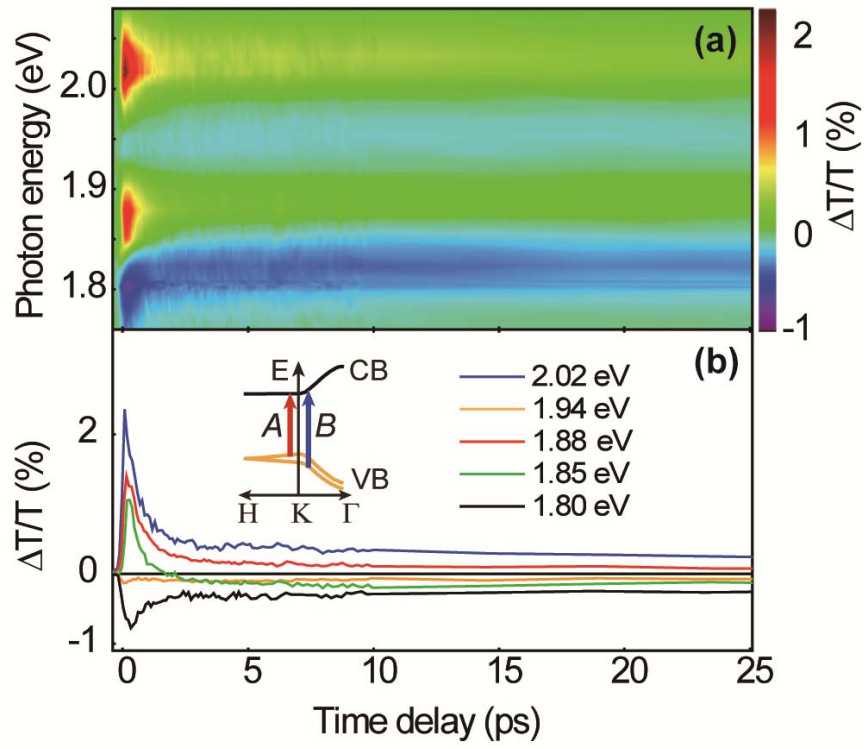 (a)
Photon energy (eV)
2.0
1.9
1.8
2
1
0
-1
ΔT/T (%)
(b)
E
CB
A
B
VB
H K Γ
2.02 eV
1.94 eV
1.88 eV
1.85 eV
1.80 eV
ΔT/T (%)
2
0
-1
0 5 10 15 20 25
Time delay (ps)